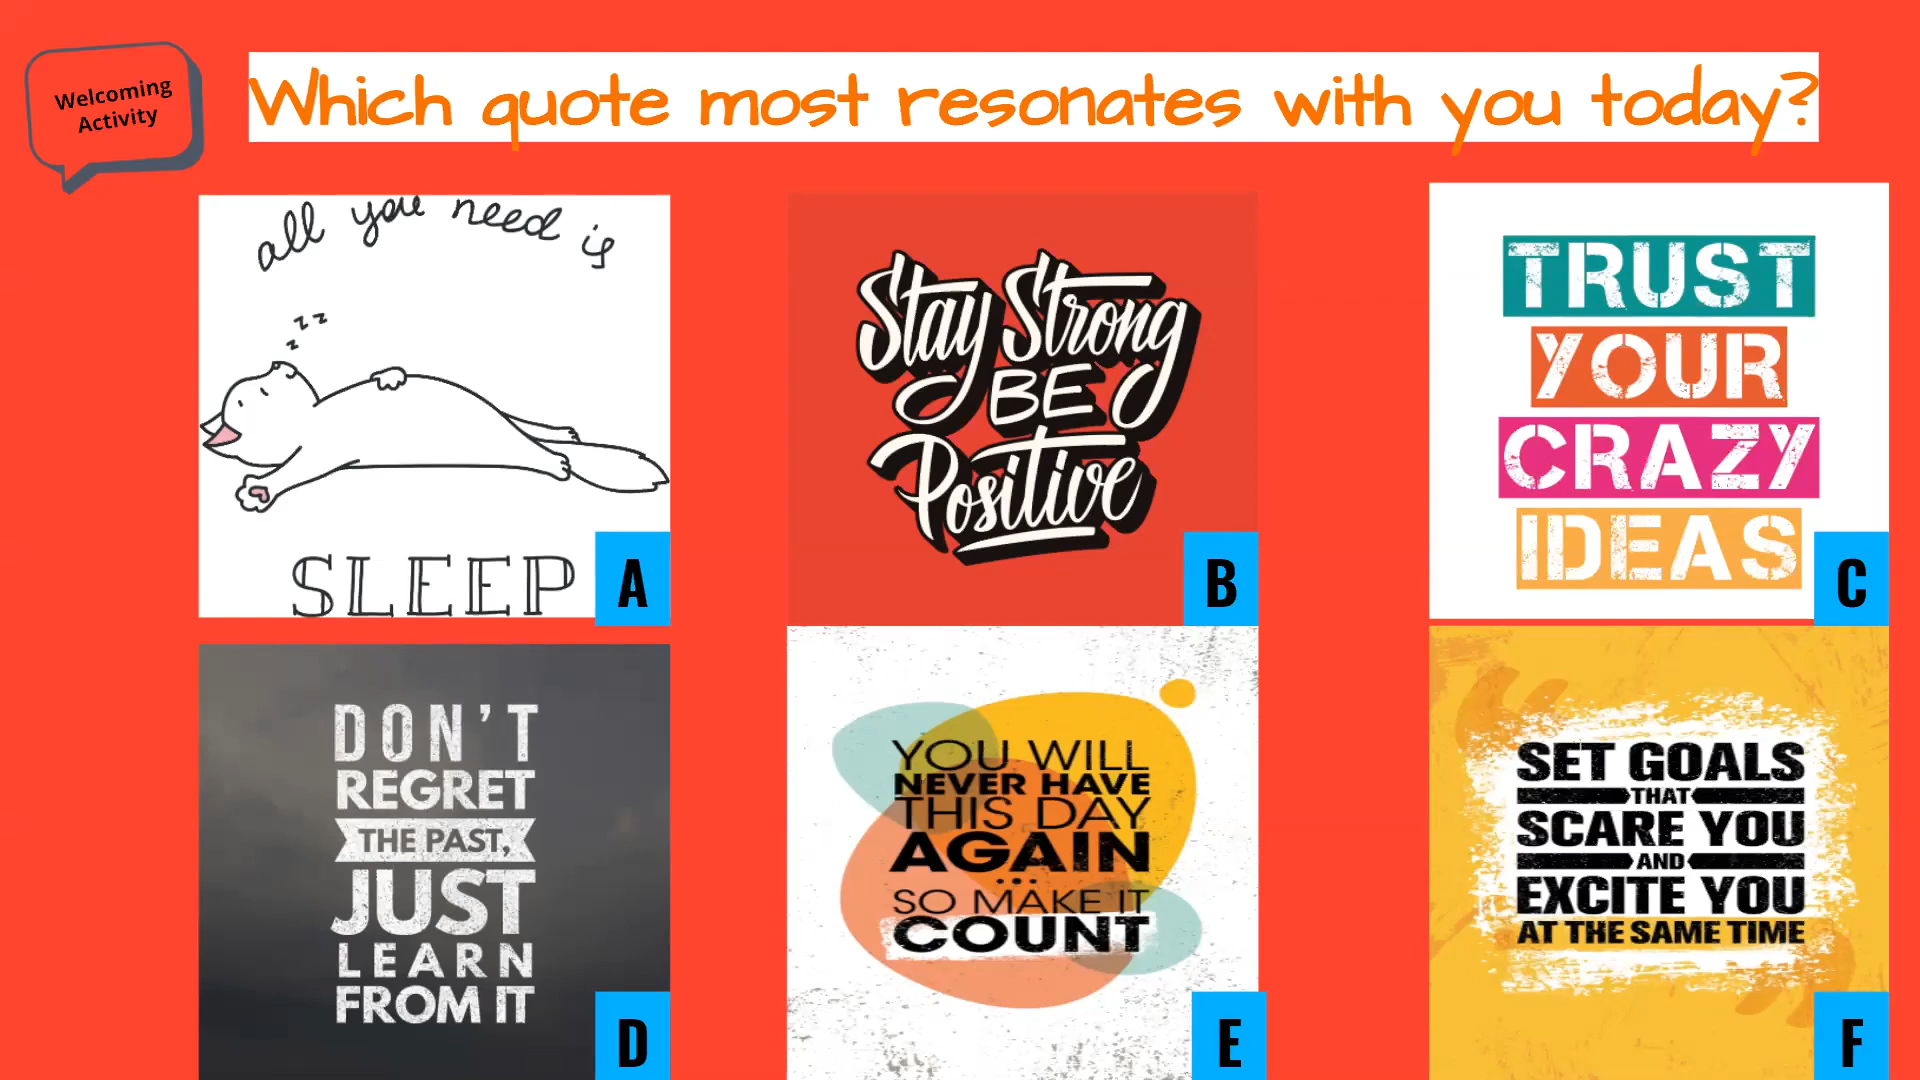 Welcoming
Activity
Which quote most resonates with you today?
all you need is
z z z
SLEEP
A
Stay Strong
BE
Positive
B
TRUST
YOUR
CRAZY
IDEAS
C
DON'T
REGRET
THE PAST,
JUST
LEARN
FROM IT
D
YOU WILL
NEVER HAVE
THIS DAY
AGAIN
...
SO MAKE IT
COUNT
E
SET GOALS
THAT
SCARE YOU
AND
EXCITE YOU
AT THE SAME TIME
F